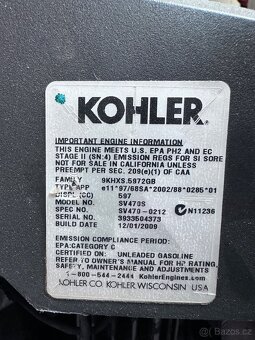 KOHLER
IMPORTANT ENGINE INFORMATION
THIS ENGINE MEETS U.S. EPA PH2 AND EC
STAGE II (SN:4) EMISSION REGS FOR SI SORE
NOT FOR SALE IN CALIFORNIA UNLESS
PREEMPT PER SEC. 209(e)(1) OF CAA
FAMILY 9KHXS.5972GB
TYPE APP e11*97/68SA*2002/88*0285*01
DISPL (CC) 597
MODEL NO. SV470S
SPEC NO. SV470-0212
SERIAL NO. 3933504373
BUILD DATE 12/01/2009
N11236
EMISSION COMPLIANCE PERIOD:
EPA:CATEGORY C
CERTIFIED ON: UNLEADED GASOLINE
REFER TO OWNER'S MANUAL FOR HP RATING,
SAFETY, MAINTENANCE AND ADJUSTMENTS
1-800-544-2444 KohlerEngines.com
KOHLER CO. KOHLER, WISCONSIN USA
Bazoš.cz